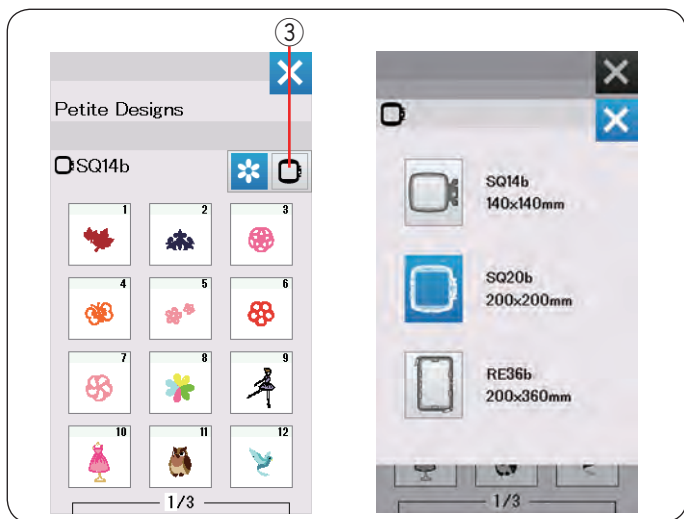 ③
Petite Designs
SQ14b
1 2 3
4 5 6
7 8 9
10 11 12
1/3
SQ14b
140x140mm
SQ20b
200x200mm
RE36b
200x360mm
1/3